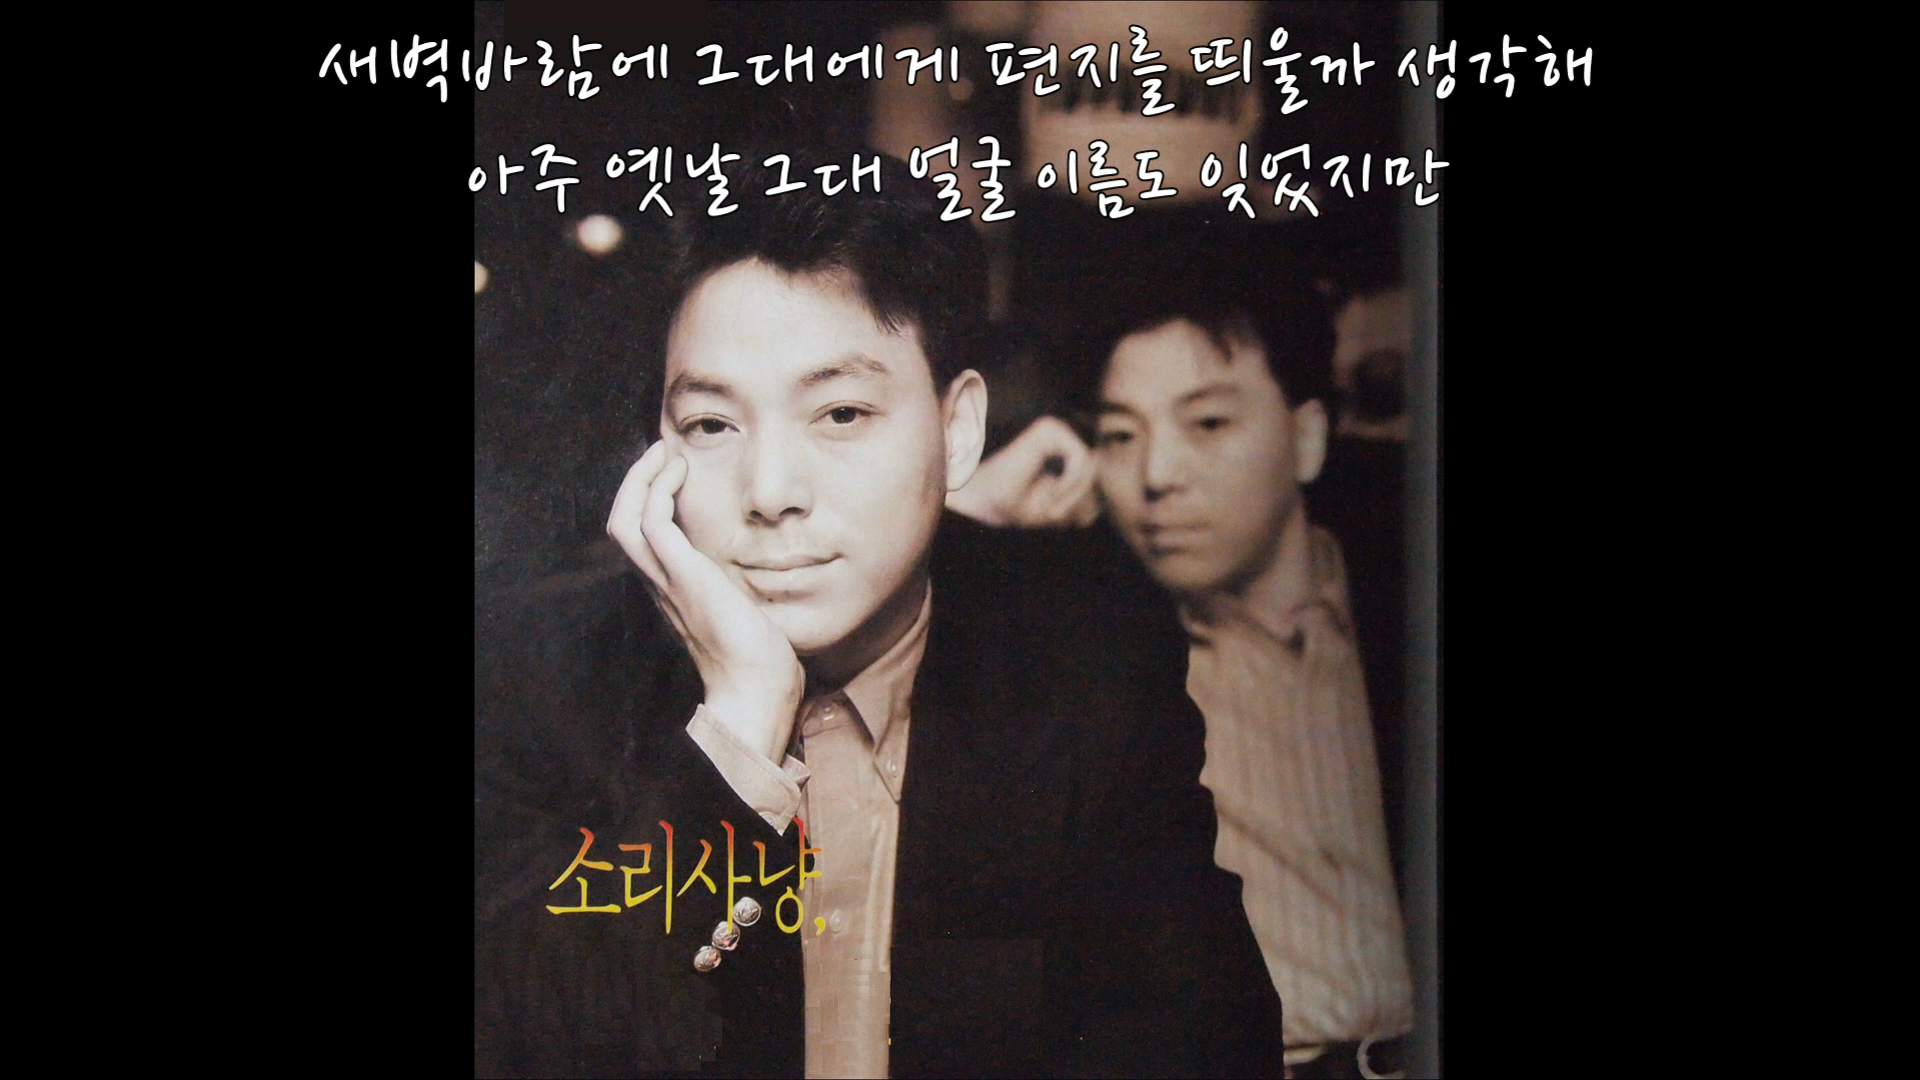 새벽바람에 그대에게 편지를 띄울까 생각해
아주 옛날 그대 얼굴 이름도 잊었지만
소리사냥,